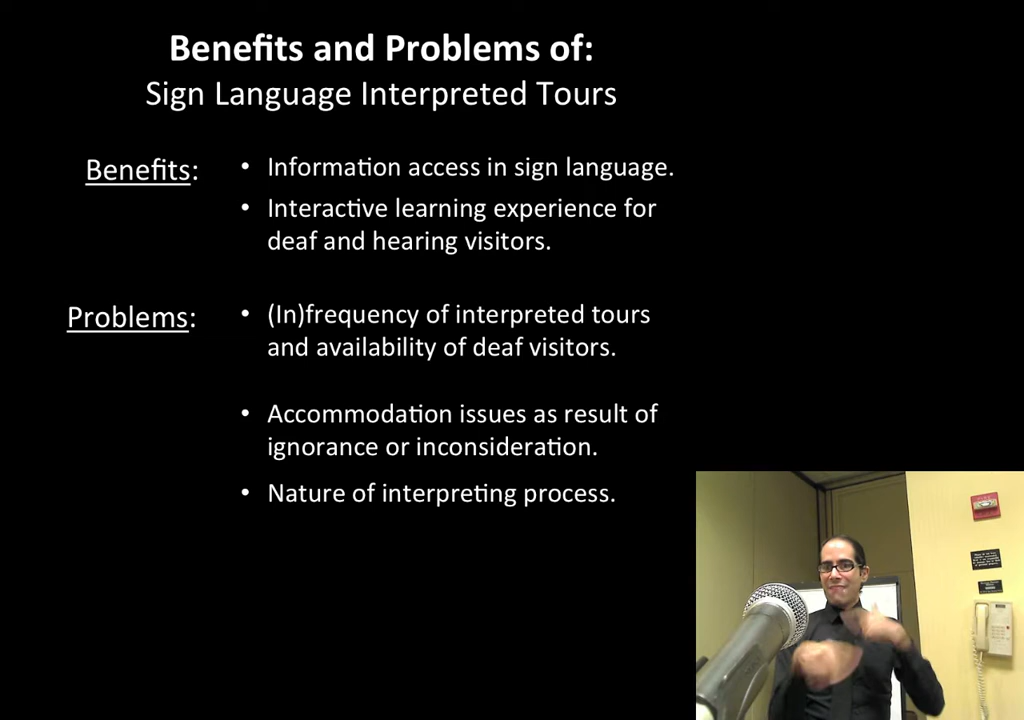 Benefits and Problems of:
Sign Language Interpreted Tours
Benefits:
• Information access in sign language.
• Interactive learning experience for
deaf and hearing visitors.
Problems:
• (In)frequency of interpreted tours
and availability of deaf visitors.
• Accommodation issues as result of
ignorance or inconsideration.
• Nature of interpreting process.